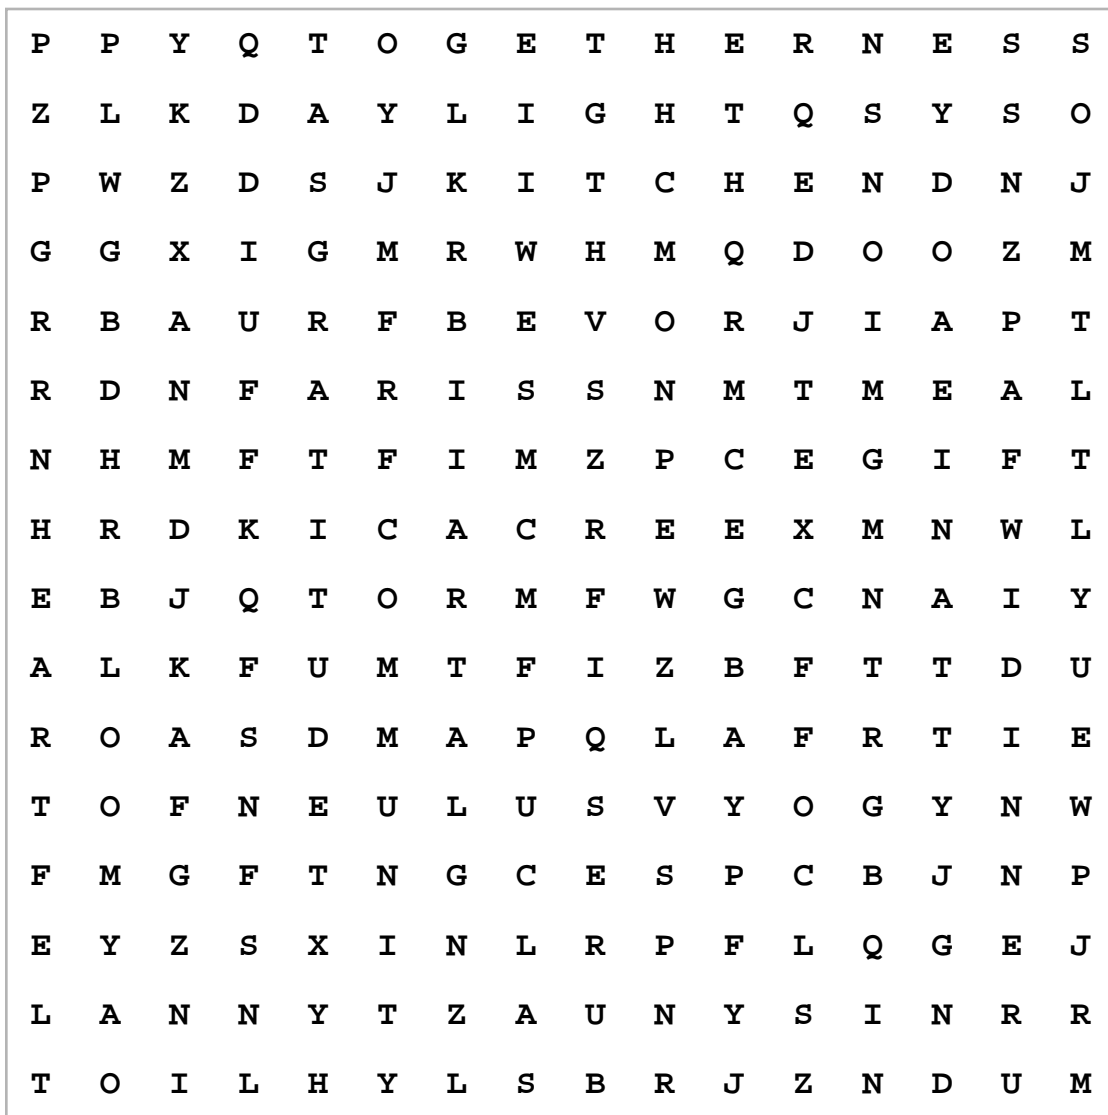 P P Y Q T O G E T H E R N E S S
Z L K D A Y L I G H T Q S Y S O
P W Z D S J K I T C H E N D N J
G G X I G M R W H M Q D O O Z M
R B A U R F B E V O R J I A P T
R D N F A R I S S N M T M E A L
N H M F T F I M Z P C E G I F T
H R D K I C A C R E E X M N W L
E B J Q T O R M F W G C N A I Y
A L K F U M T F I Z B F T T D U
R O A S D M A P Q L A F R T I E
T O F N E U L U S V Y O G Y N W
F M G F T N G C E S P C B J N P
E Y Z S X I N L R P F L Q G E J
L A N N Y T Z A U N Y S I N R R
T O I L H Y L S B R J Z N D U M